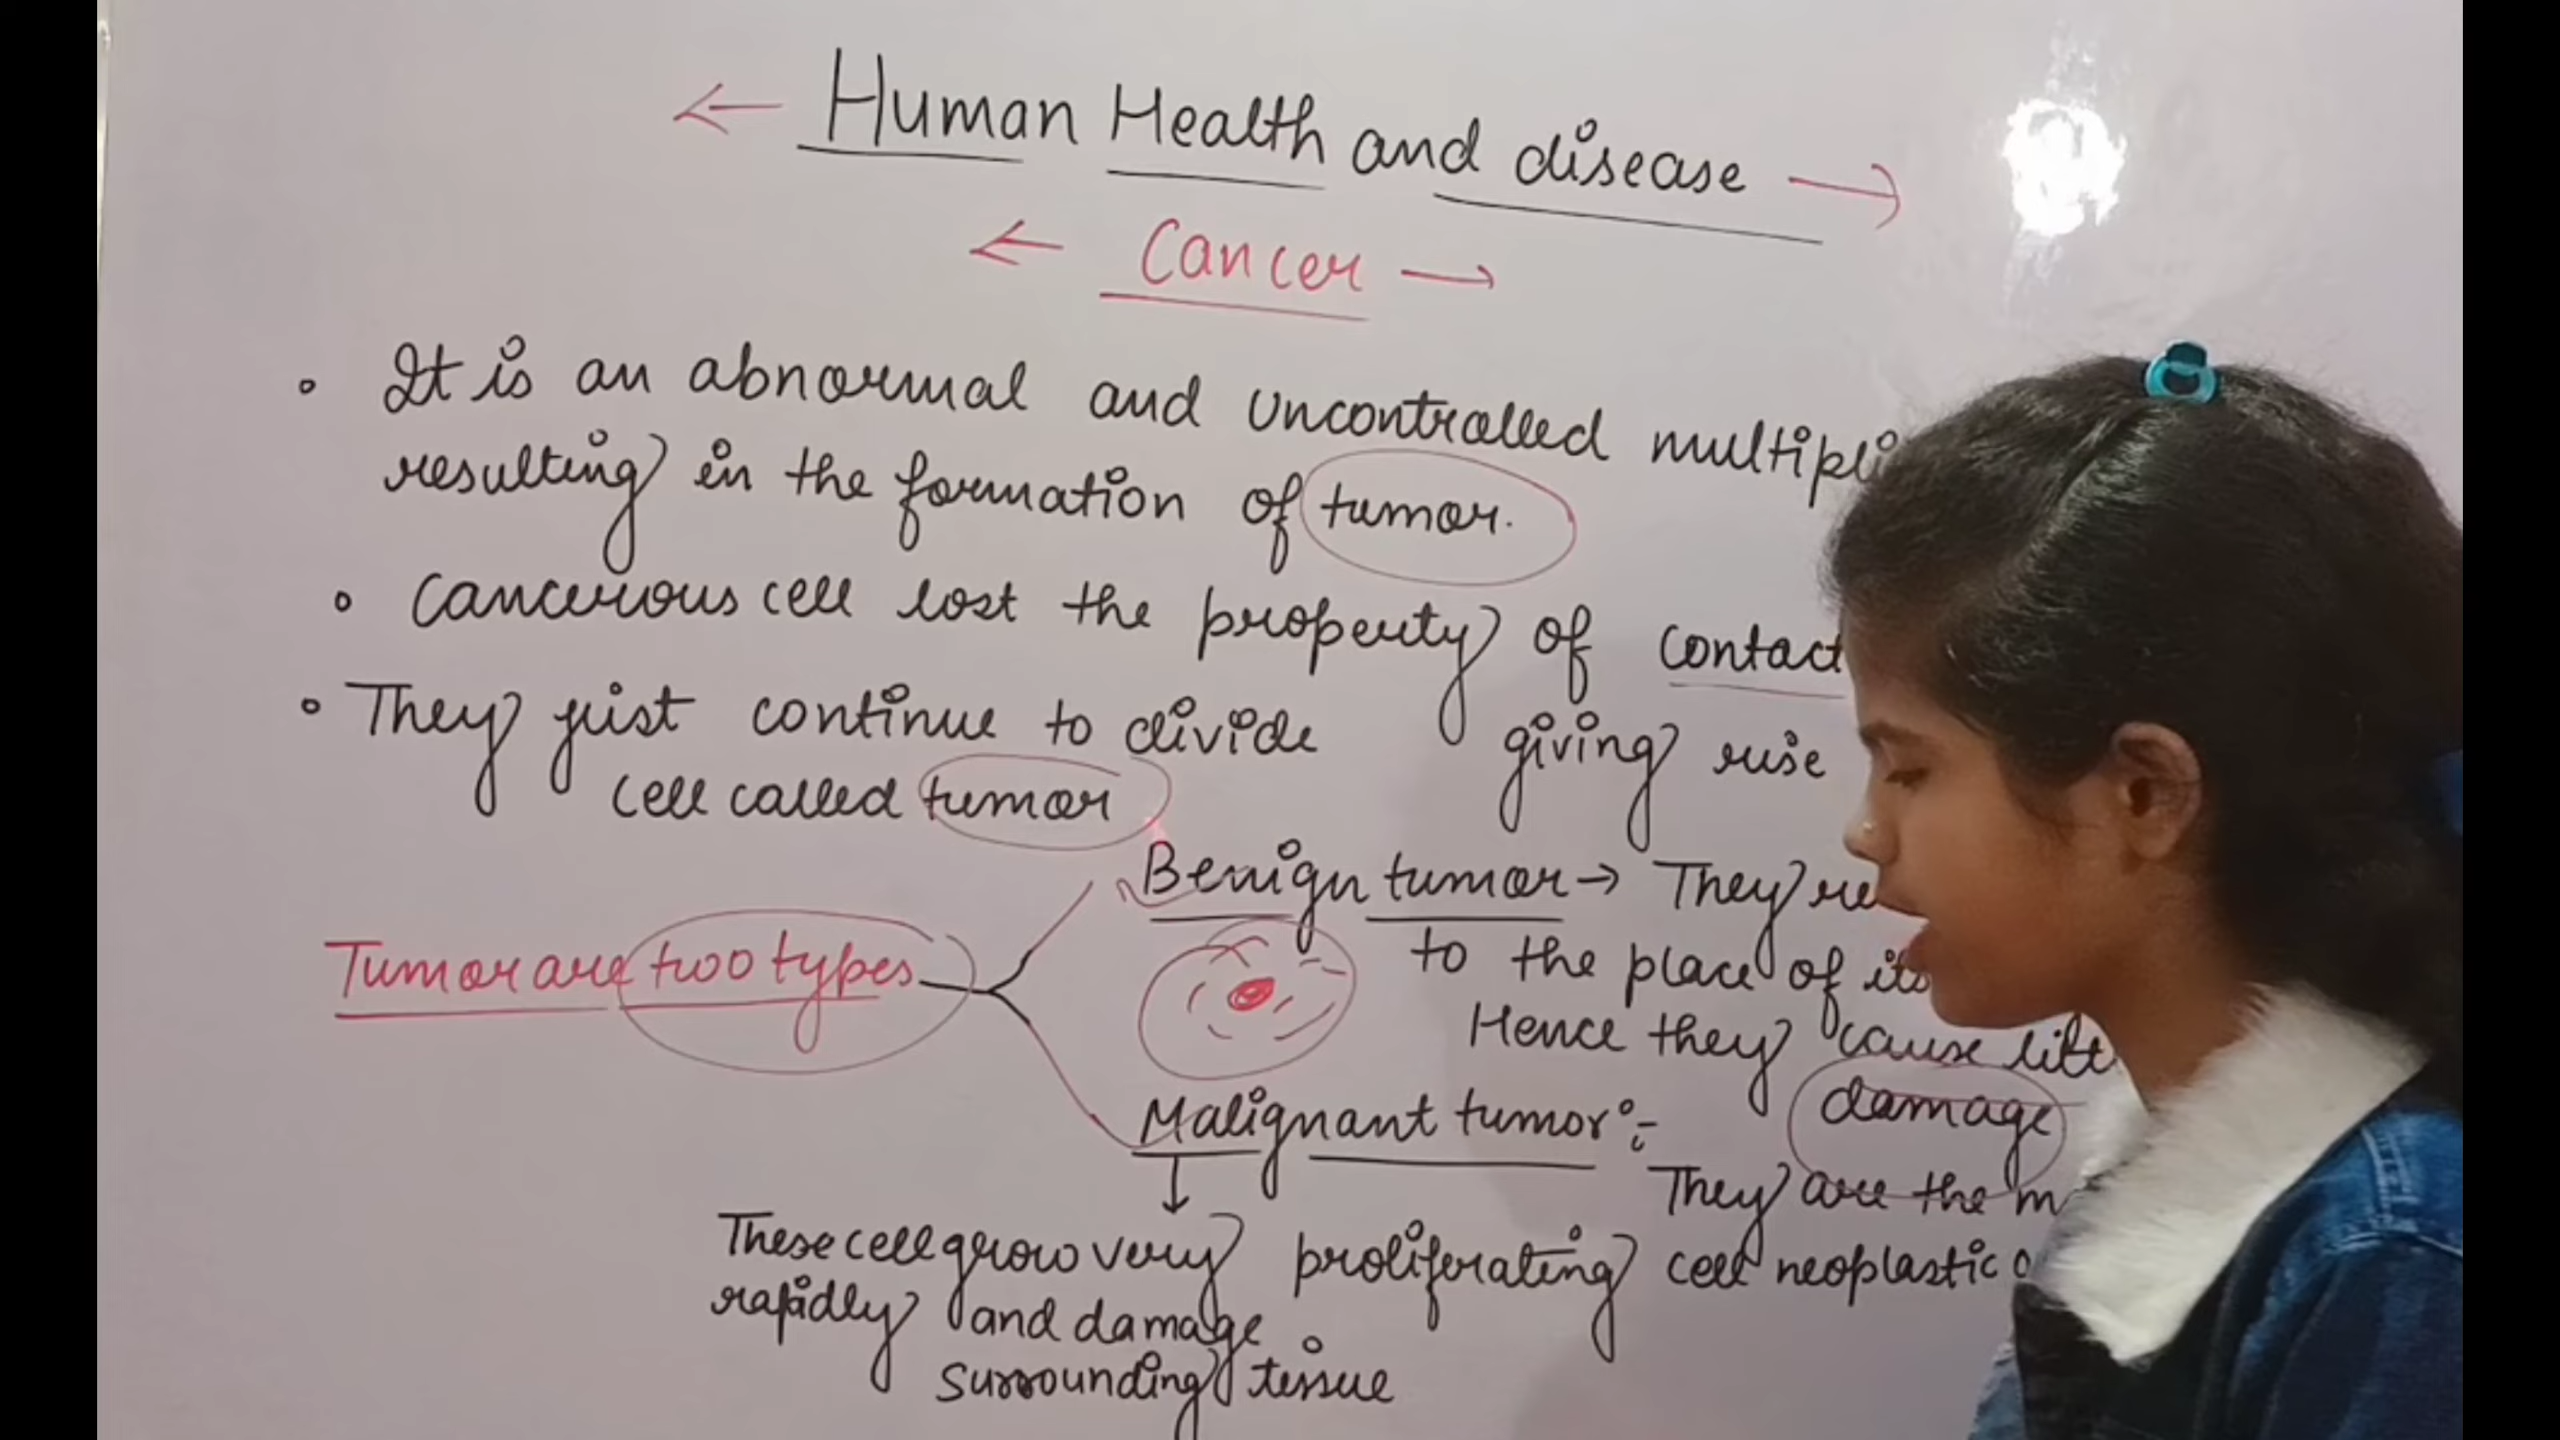 Human Health and disease
Cancer
It is an abnormal and uncontrolled
resulting in the formation of tumor.
Cancerous cell lost the property of contact
They just continue to divide giving rise
cell called tumor
Benign tumor → They
to the place of its
Hence they cause
damage
Tumor are two types
Malignant tumor :-
They are the
These cell grow very proliferating cell neoplastic
rapidly and damage
surrounding tissue